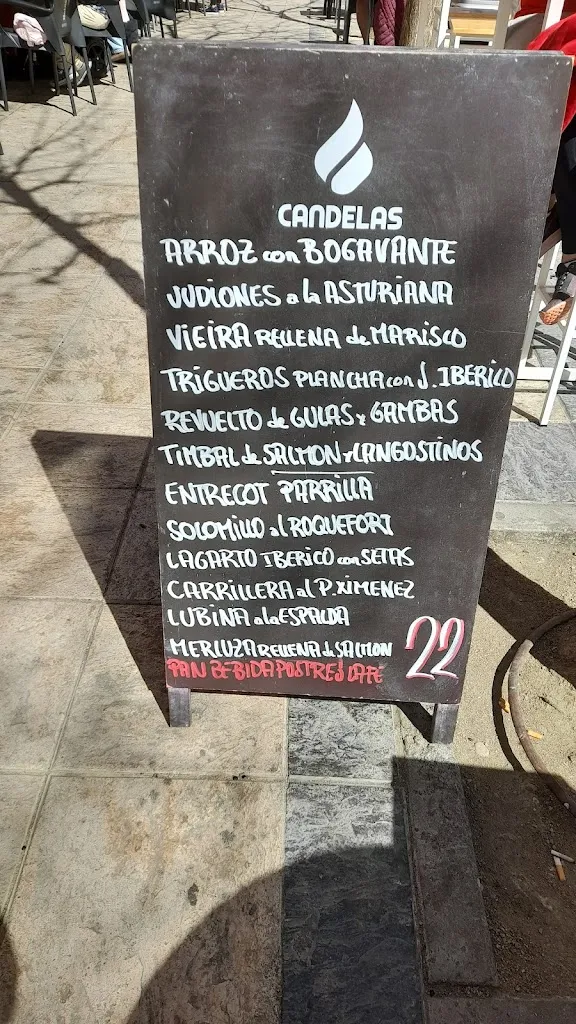 CANDELAS
ARROZ con BOGAVANTE
JUDIONES a la ASTURIANA
VIEIRA RELLENA de MARISCO
TRIGUEROS PLANCHA con J. IBERICO
REVUELTO de GULAS y GAMBAS
TIMBAL de SALMON y LANGOSTINOS
ENTRECOT PARRILLA
SOLOMILLO al ROQUEFORT
LAGARTO IBERICO con SETAS
CARRILLERA al P. XIMENEZ
LUBINA a la ESPALDA
MERLUZA RELLENA de SALMON
22
PAN BEBIDA POSTRE y CAFE